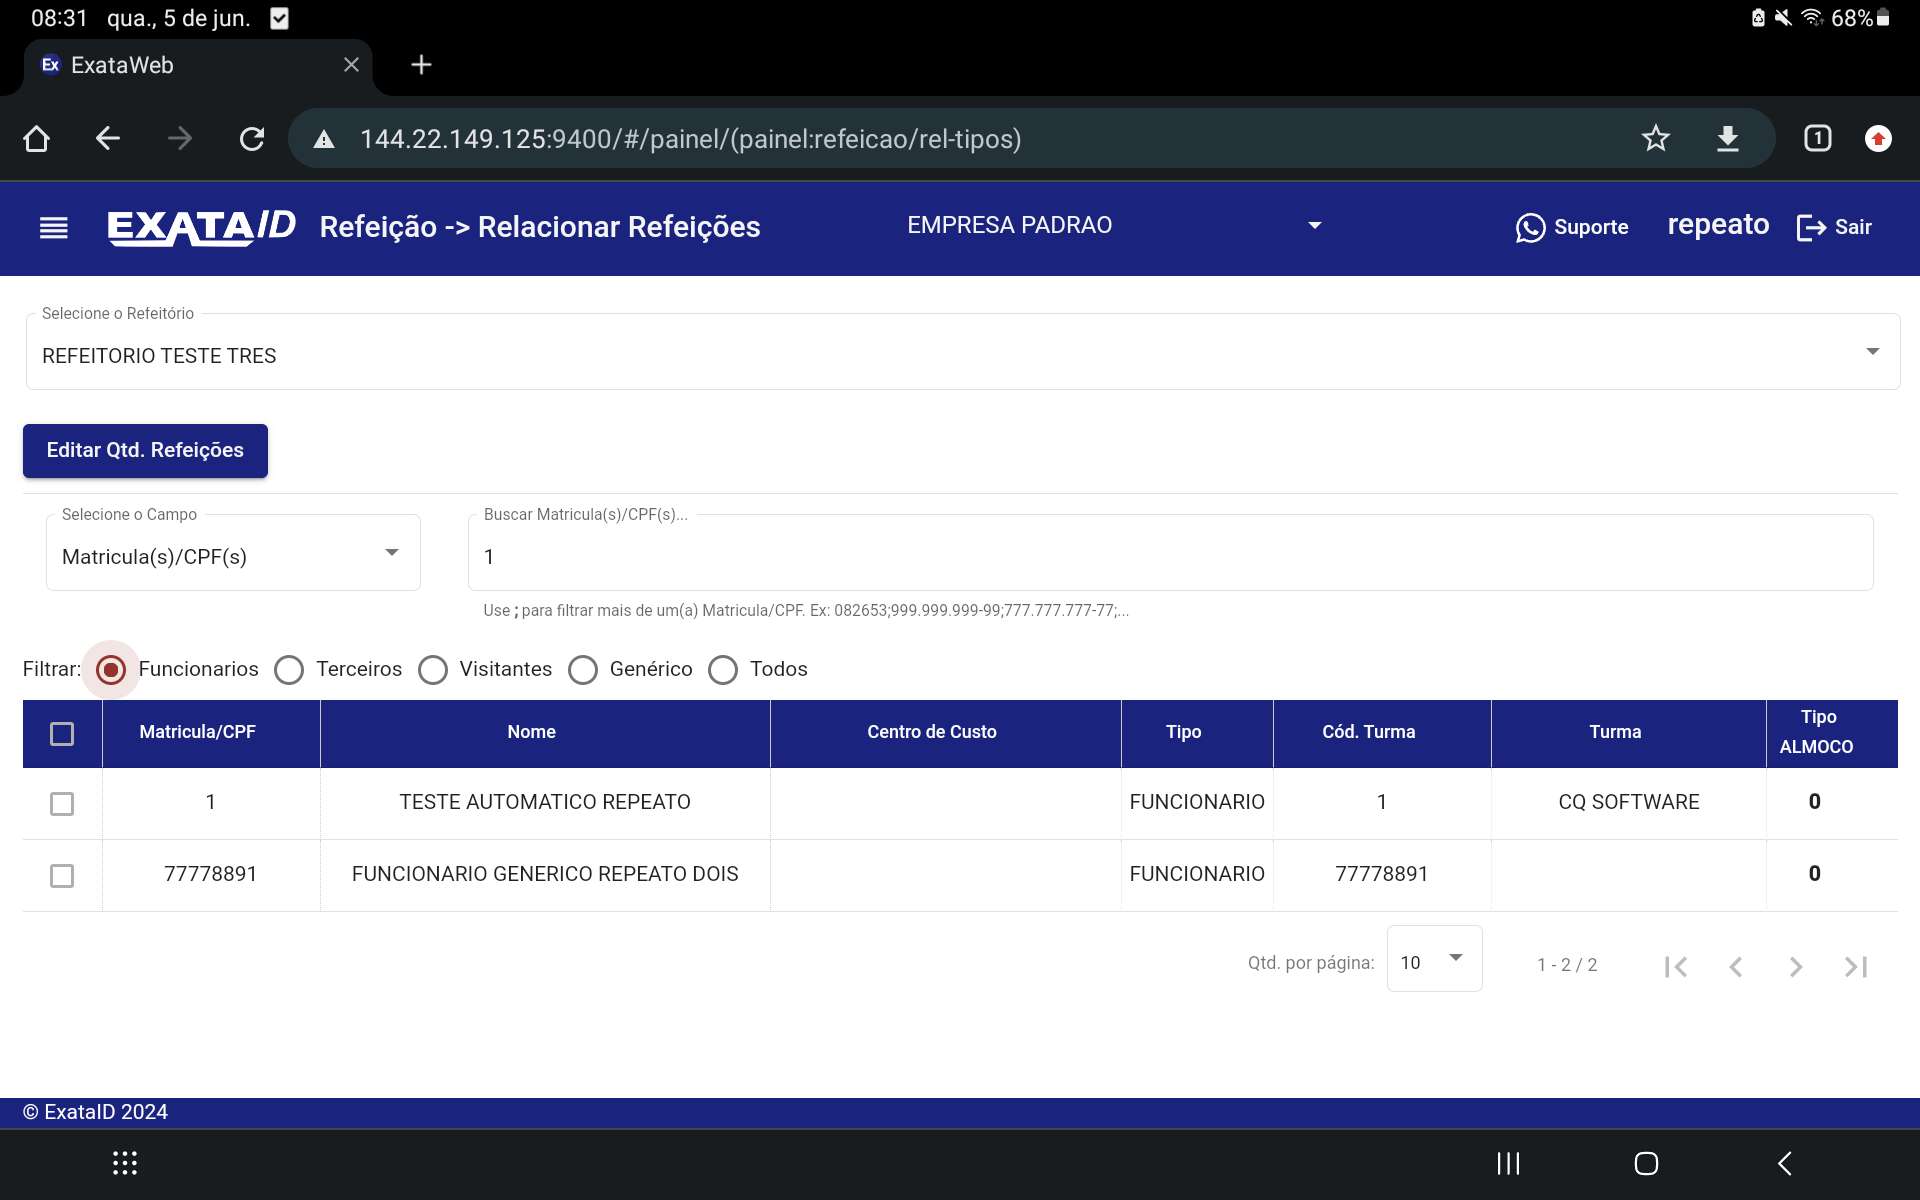 08:31 qua., 5 de jun. 68%
Ex ExataWeb
144.22.149.125:9400/#/painel/(painel:refeicao/rel-tipos) 1
EXATAID Refeição -> Relacionar Refeições EMPRESA PADRAO Suporte repeato Sair
Selecione o Refeitório
REFEITORIO TESTE TRES
Editar Qtd. Refeições
Selecione o Campo Buscar Matricula(s)/CPF(s)...
Matricula(s)/CPF(s) 1
Use ; para filtrar mais de um(a) Matricula/CPF. Ex: 082653;999.999.999-99;777.777.777-77;...
Filtrar: Funcionarios Terceiros Visitantes Genérico Todos
Matricula/CPF Nome Centro de Custo Tipo Cód. Turma Turma Tipo ALMOCO
1 TESTE AUTOMATICO REPEATO FUNCIONARIO 1 CQ SOFTWARE 0
77778891 FUNCIONARIO GENERICO REPEATO DOIS FUNCIONARIO 77778891 0
Qtd. por página: 10 1 - 2 / 2
© ExataID 2024